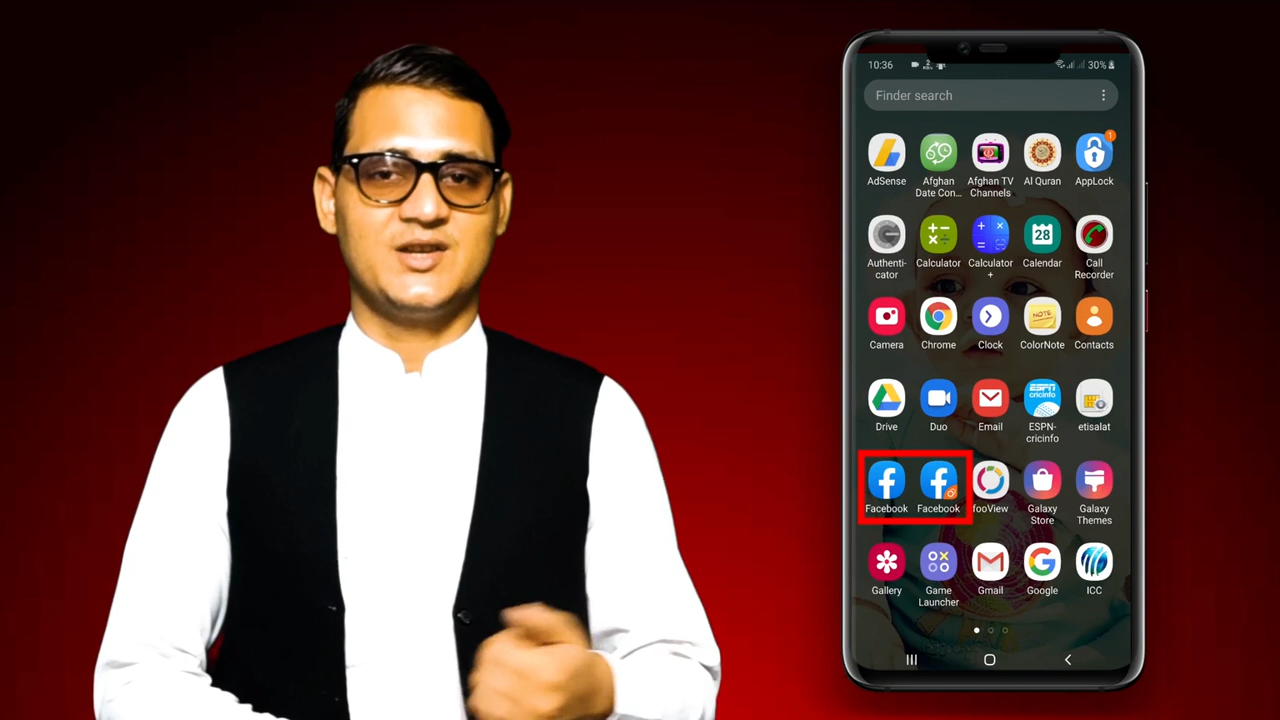 10:36
30%
Finder search
1
AdSense
Afghan
Date Con...
Afghan TV
Channels
Al Quran
AppLock
Authenti-
cator
Calculator
Calculator
+
28
Calendar
Call
Recorder
Camera
Chrome
Clock
NOTE
ColorNote
Contacts
Drive
Duo
Email
ESPN
cricinfo
ESPN-
cricinfo
etisalat
Facebook
Facebook
fooView
Galaxy
Store
Galaxy
Themes
Gallery
Game
Launcher
Gmail
Google
ICC